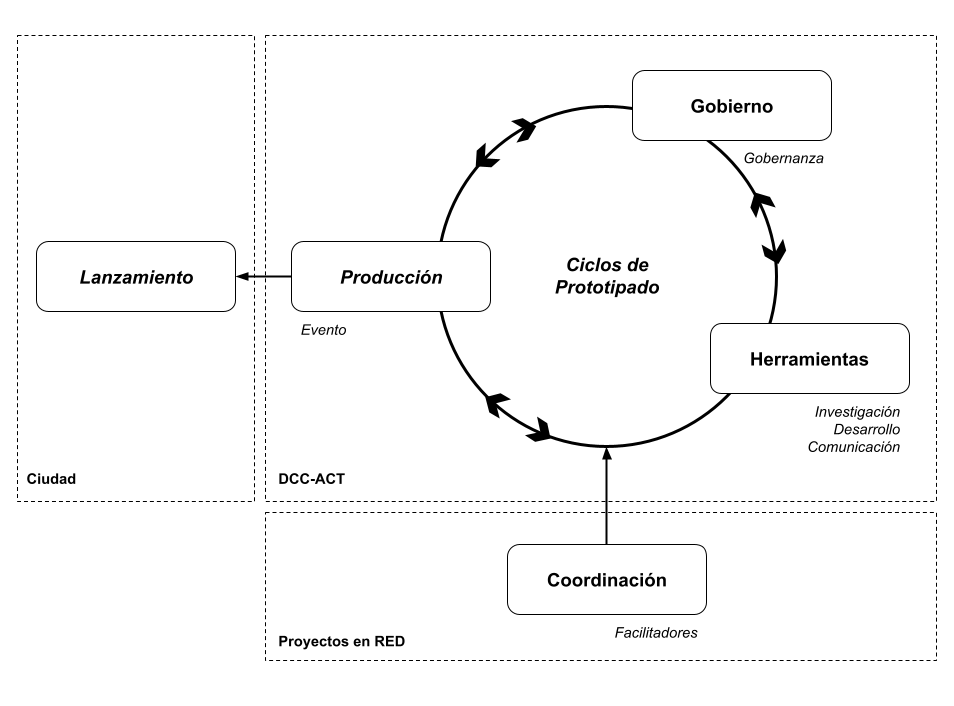 Gobierno
Gobernanza
Ciclos de
Prototipado
Lanzamiento
Producción
Evento
Herramientas
Investigación
Desarrollo
Comunicación
Ciudad
DCC-ACT
Coordinación
Facilitadores
Proyectos en RED